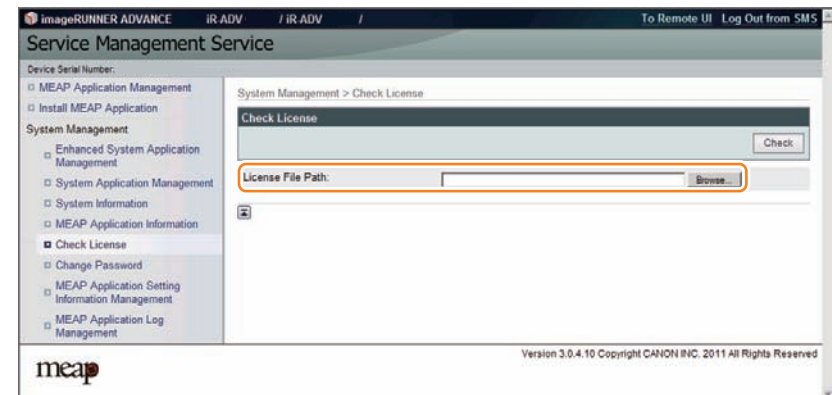 imageRUNNER ADVANCE iR-ADV / iR-ADV / To Remote UI Log Out from SMS
Service Management Service
Device Serial Number:
MEAP Application Management
Install MEAP Application
System Management
Enhanced System Application
Management
System Application Management
System Information
MEAP Application Information
Check License
Change Password
MEAP Application Setting
Information Management
MEAP Application Log
Management
System Management > Check License
Check License
Check
License File Path:
Browse...
meap
Version 3.0.4.10 Copyright CANON INC. 2011 All Rights Reserved